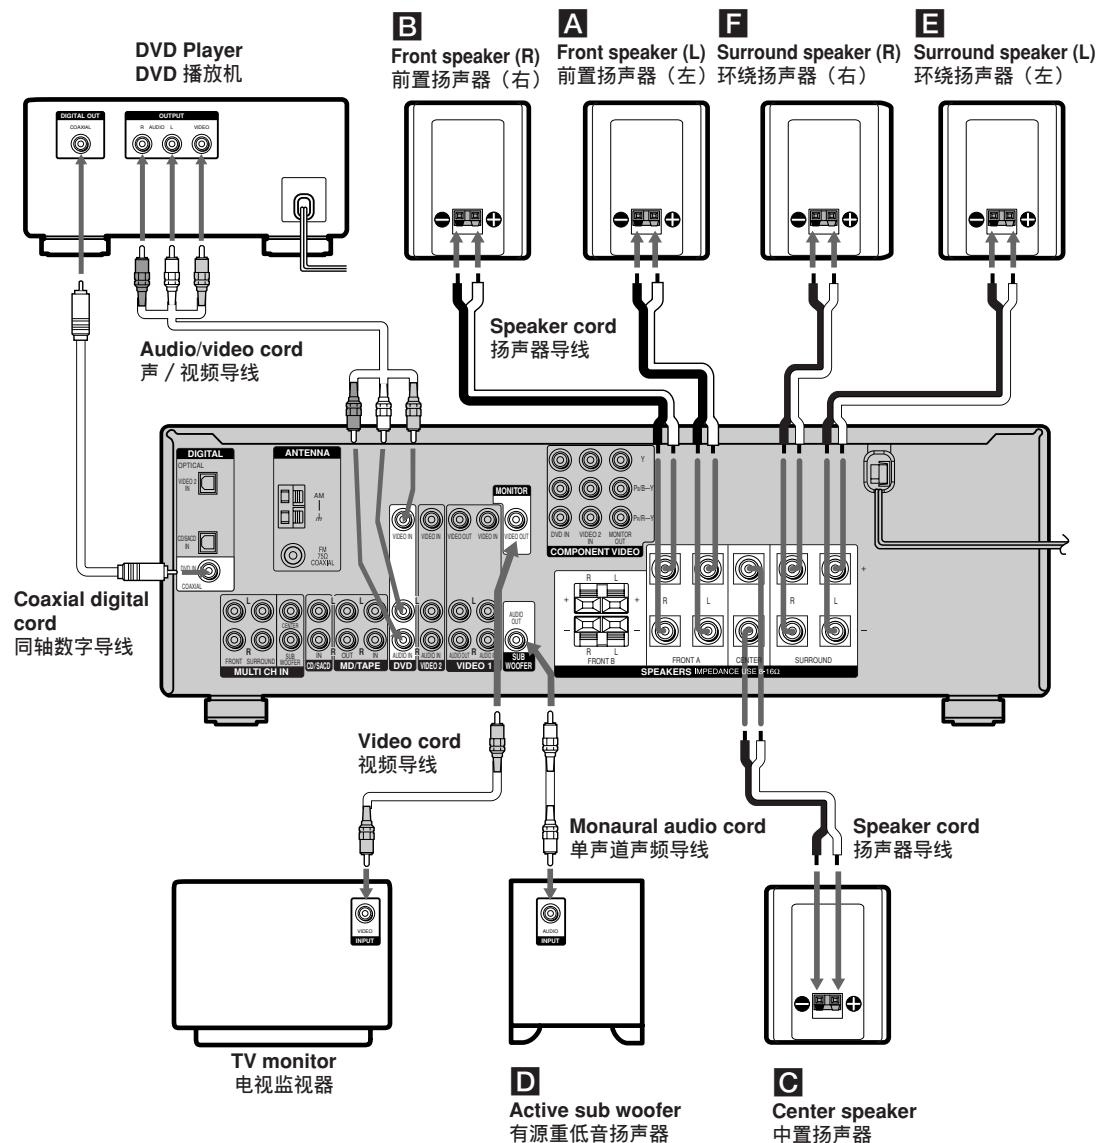 B
Front speaker (R)
前置扬声器（右）
A
Front speaker (L)
前置扬声器（左）
F
Surround speaker (R)
环绕扬声器（右）
E
Surround speaker (L)
环绕扬声器（左）
DVD Player
DVD 播放机
DIGITAL OUT
COAXIAL
OUTPUT
R AUDIO L VIDEO
Speaker cord
扬声器导线
Audio/video cord
声／视频导线
DIGITAL
OPTICAL
VIDEO 2
IN
CD/SACD
IN
DVD IN
COAXIAL
ANTENNA
AM
FM
75Ω
COAXIAL
MONITOR
VIDEO IN VIDEO IN VIDEO OUT VIDEO IN VIDEO OUT
Y
PB/B–Y
PR/R–Y
DVD IN VIDEO 2 IN MONITOR OUT
COMPONENT VIDEO
Coaxial digital
cord
同轴数字导线
L L L L
R R R
FRONT SURROUND
CENTER
SUB
WOOFER
MULTI CH IN
IN
CD/SACD
OUT IN
MD/TAPE
AUDIO IN
DVD
AUDIO IN
VIDEO 2
AUDIO OUT AUDIO IN
VIDEO 1
AUDIO
OUT
SUB
WOOFER
R L
+ +
– –
R L
FRONT B
R L
FRONT A
CENTER
R L
SURROUND
+
–
SPEAKERS IMPEDANCE USE 8-16Ω
Video cord
视频导线
Monaural audio cord
单声道声频导线
Speaker cord
扬声器导线
VIDEO
INPUT
AUDIO
INPUT
TV monitor
电视监视器
D
Active sub woofer
有源重低音扬声器
C
Center speaker
中置扬声器